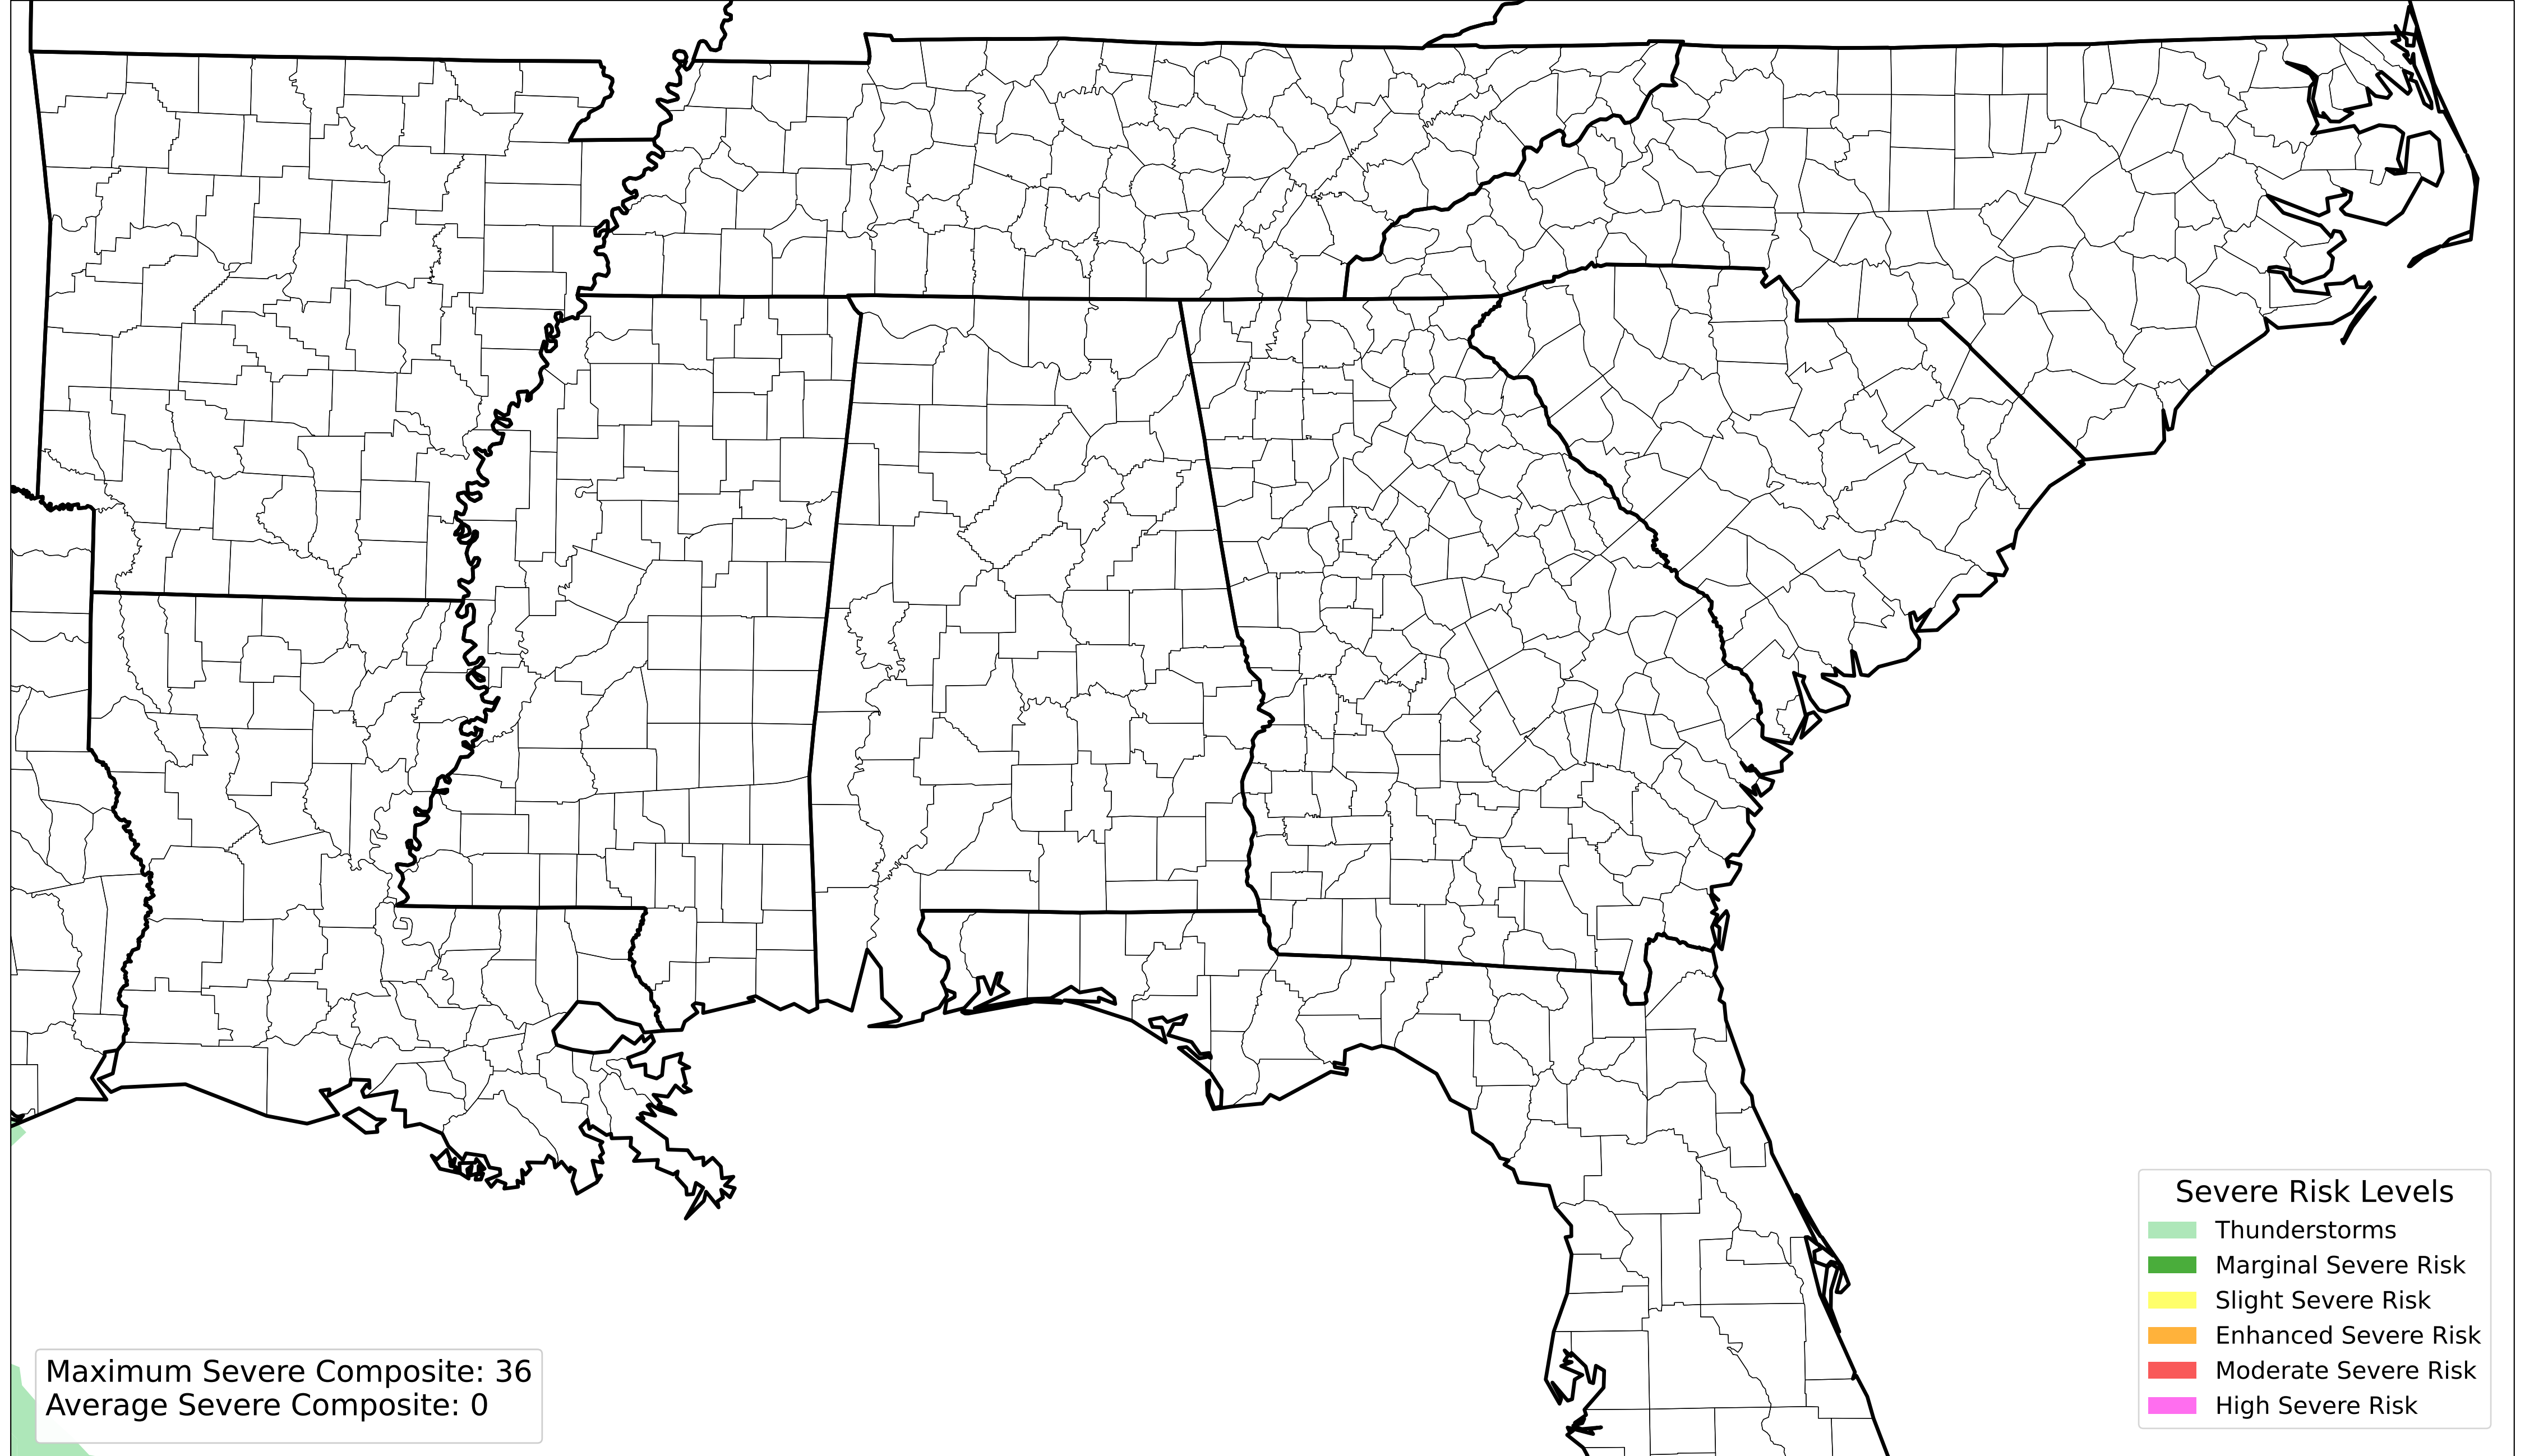 Severe Risk Levels
Thunderstorms
Marginal Severe Risk
Slight Severe Risk
Enhanced Severe Risk
Moderate Severe Risk
High Severe Risk
Maximum Severe Composite: 36
Average Severe Composite: 0